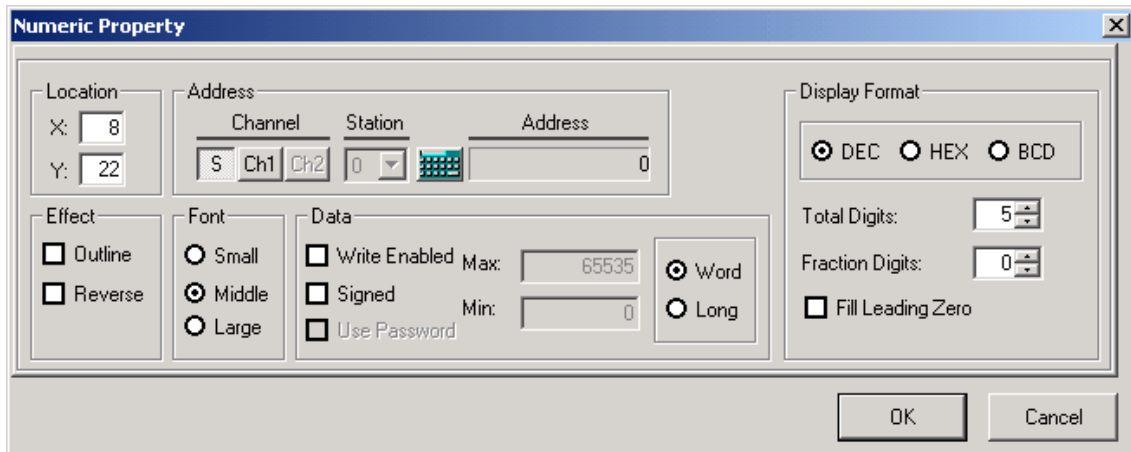 Numeric Property
Location
X: 8
Y: 22
Address
Channel Station Address
S Ch1 Ch2 0 0
Effect
Outline
Reverse
Font
Small
Middle
Large
Data
Write Enabled Max: 65535
Signed Min: 0
Use Password
Word
Long
Display Format
DEC HEX BCD
Total Digits: 5
Fraction Digits: 0
Fill Leading Zero
OK Cancel